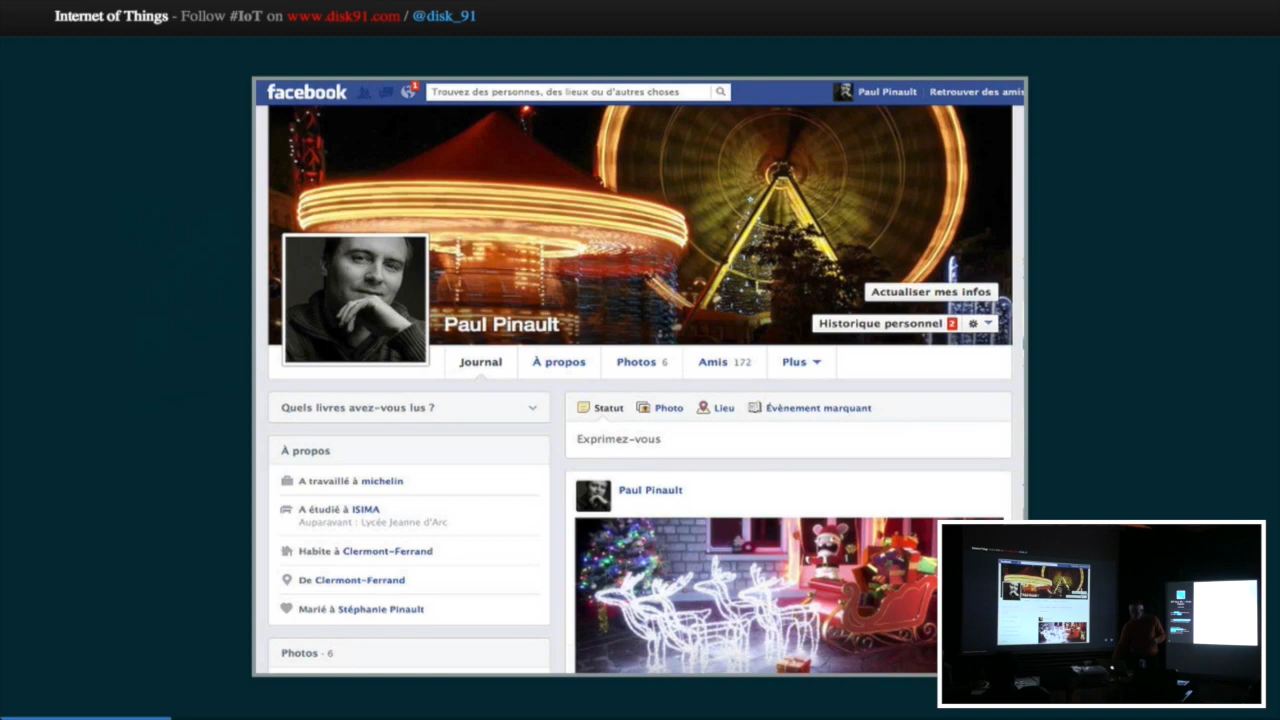 Internet of Things - Follow #IoT on www.disk91.com / @disk_91
facebook 1 Trouvez des personnes, des lieux ou d'autres choses Paul Pinault Retrouver des amis
Actualiser mes infos
Paul Pinault
Historique personnel 2
Journal À propos Photos 6 Amis 172 Plus
Quels livres avez-vous lus ?
Statut Photo Lieu Évènement marquant
Exprimez-vous
À propos
A travaillé à michelin
Paul Pinault
A étudié à ISIMA
Auparavant : Lycée Jeanne d'Arc
Habite à Clermont-Ferrand
De Clermont-Ferrand
Marié à Stéphanie Pinault
Photos · 6